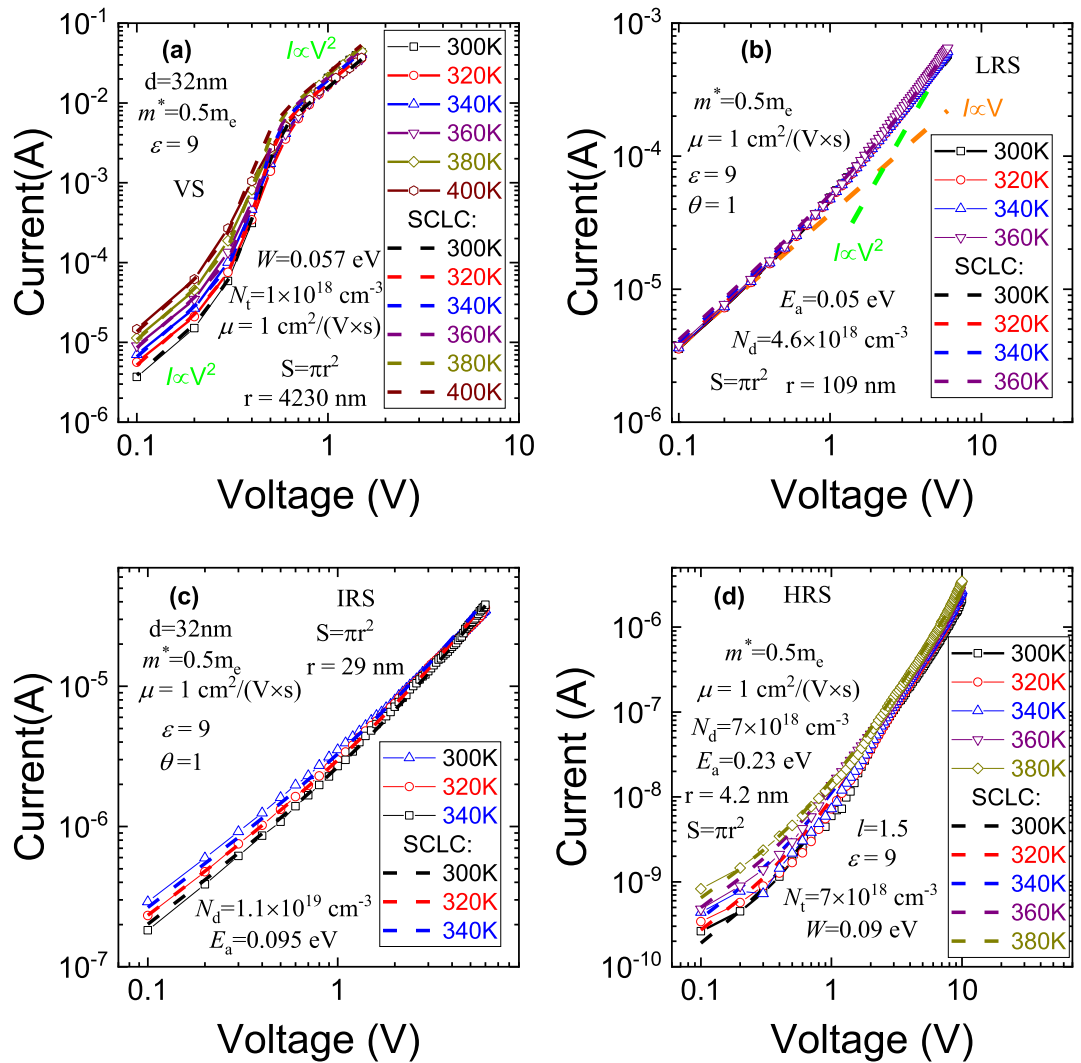 (a)
I∝V²
d=32nm
m*=0.5mₑ
ε = 9
VS
W=0.057 eV
Nₜ=1×10¹⁸ cm⁻³
μ = 1 cm²/(V×s)
S=πr²
r = 4230 nm
I∝V²
300K
320K
340K
360K
380K
400K
SCLC:
300K
320K
340K
360K
380K
400K
10⁻¹
10⁻²
10⁻³
10⁻⁴
10⁻⁵
10⁻⁶
Current(A)
0.1
1
10
Voltage (V)
(b)
LRS
m*=0.5mₑ
μ = 1 cm²/(V×s)
ε = 9
θ = 1
I∝V
I∝V²
Eₐ=0.05 eV
N_d=4.6×10¹⁸ cm⁻³
S=πr²
r = 109 nm
300K
320K
340K
360K
SCLC:
300K
320K
340K
360K
10⁻³
10⁻⁴
10⁻⁵
10⁻⁶
Current(A)
0.1
1
10
Voltage (V)
(c)
IRS
d=32nm
m*=0.5mₑ
μ = 1 cm²/(V×s)
ε = 9
θ = 1
S=πr²
r = 29 nm
N_d=1.1×10¹⁹ cm⁻³
Eₐ=0.095 eV
300K
320K
340K
SCLC:
300K
320K
340K
10⁻⁵
10⁻⁶
10⁻⁷
Current(A)
0.1
1
Voltage (V)
(d)
HRS
m*=0.5mₑ
μ = 1 cm²/(V×s)
N_d=7×10¹⁸ cm⁻³
Eₐ=0.23 eV
r = 4.2 nm
S=πr²
l=1.5
ε = 9
Nₜ=7×10¹⁸ cm⁻³
W=0.09 eV
300K
320K
340K
360K
380K
SCLC:
300K
320K
340K
360K
380K
10⁻⁶
10⁻⁷
10⁻⁸
10⁻⁹
10⁻¹⁰
Current (A)
0.1
1
10
Voltage (V)